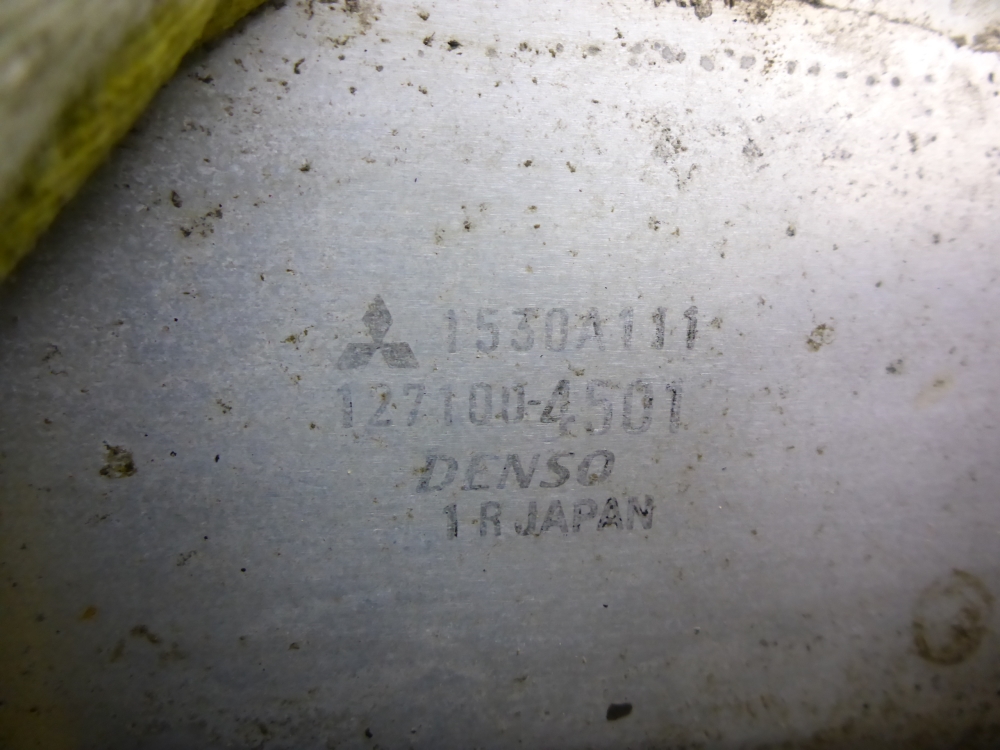 1530A111
127100-4501
DENSO
1 R JAPAN